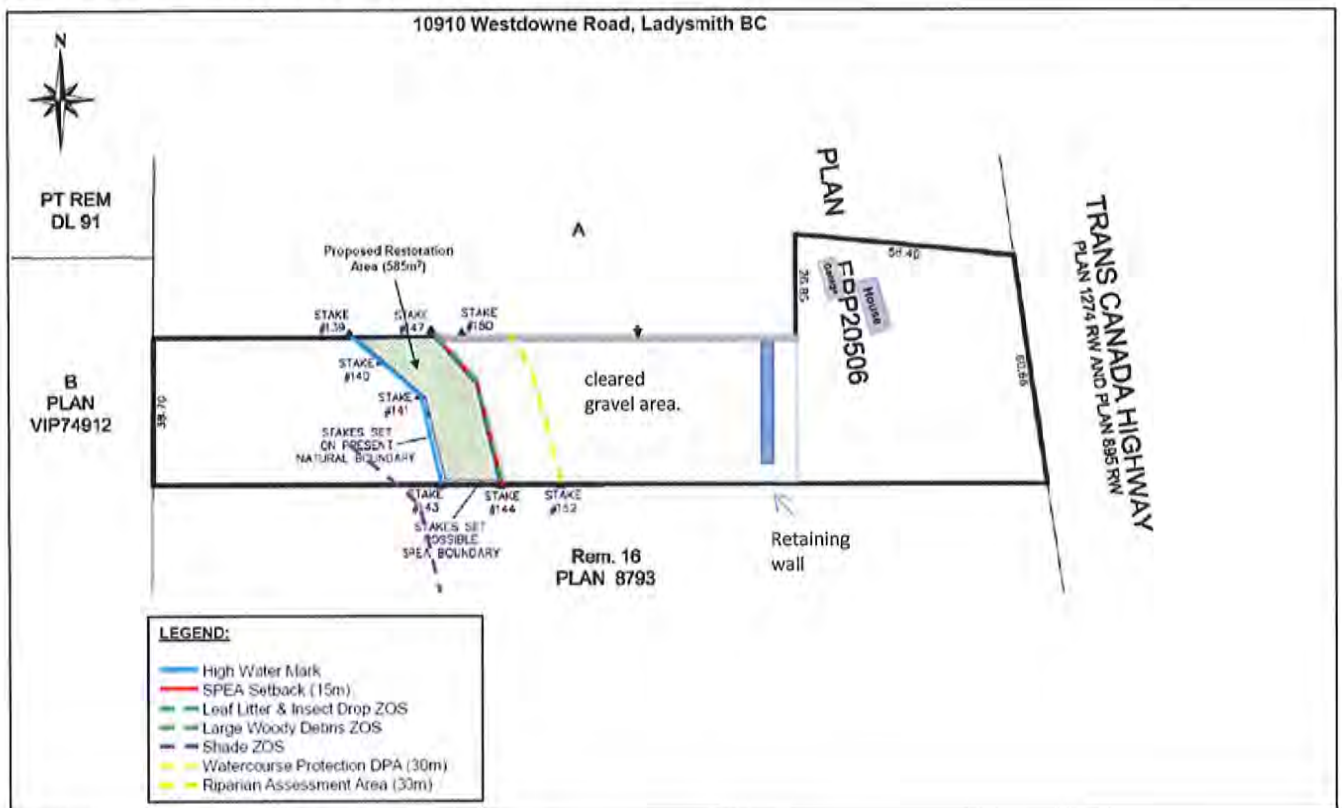 10910 Westdowne Road, Ladysmith BC
N
PT REM
DL 91
B
PLAN
VIP74912
38.70
A
Proposed Restoration
Area (585m²)
STAKE
#139
STAKE
#147
STAKE
#150
STAKE
#140
STAKE
#141
STAKES SET
ON PRESENT
NATURAL BOUNDARY
STAKE
#143
STAKE
#144
STAKE
#152
STAKES SET
POSSIBLE
SPEA BOUNDARY
cleared
gravel area.
Retaining
wall
Rem. 16
PLAN 8793
PLAN
EPP20506
House
26.85
60.66
TRANS CANADA HIGHWAY
PLAN 1274 RW AND PLAN 895 RW
LEGEND:
High Water Mark
SPEA Setback (15m)
Leaf Litter & Insect Drop ZOS
Large Woody Debris ZOS
Shade ZOS
Watercourse Protection DPA (30m)
Riparian Assessment Area (30m)